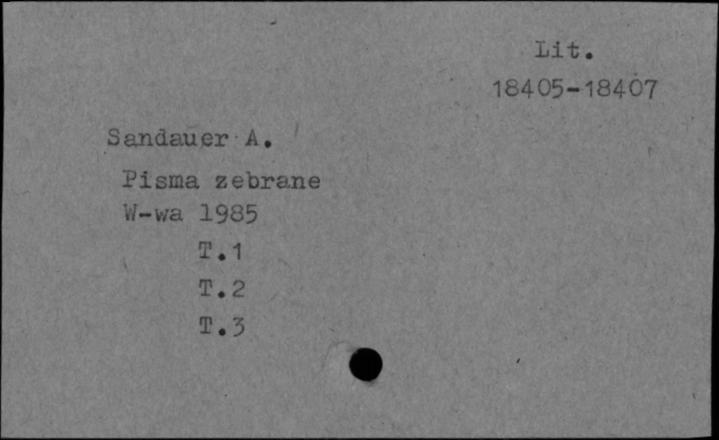 Lit.
18405-18407
Sandauer A.
Pisma zebrane
W-wa 1985
T.1
T.2
T.3